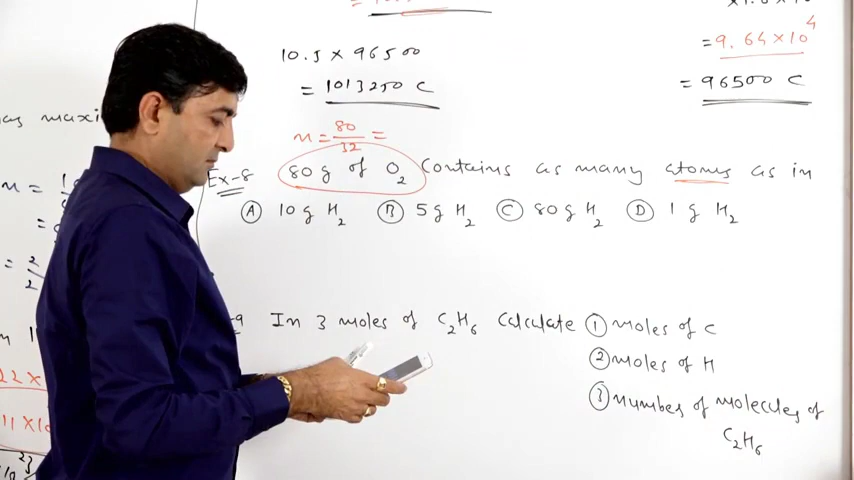 = 9.64 × 10⁴
= 96500 C
10.5 × 96500
= 1013250 C
n = 80/32 =
Ex-8 80 g of O₂ Contains as many atoms as in
Ⓐ 10 g H₂ Ⓑ 5 g H₂ Ⓒ 80 g H₂ Ⓓ 1 g H₂
In 3 moles of C₂H₆ Calculate ① moles of C
② moles of H
③ number of molecules of
C₂H₆
n =